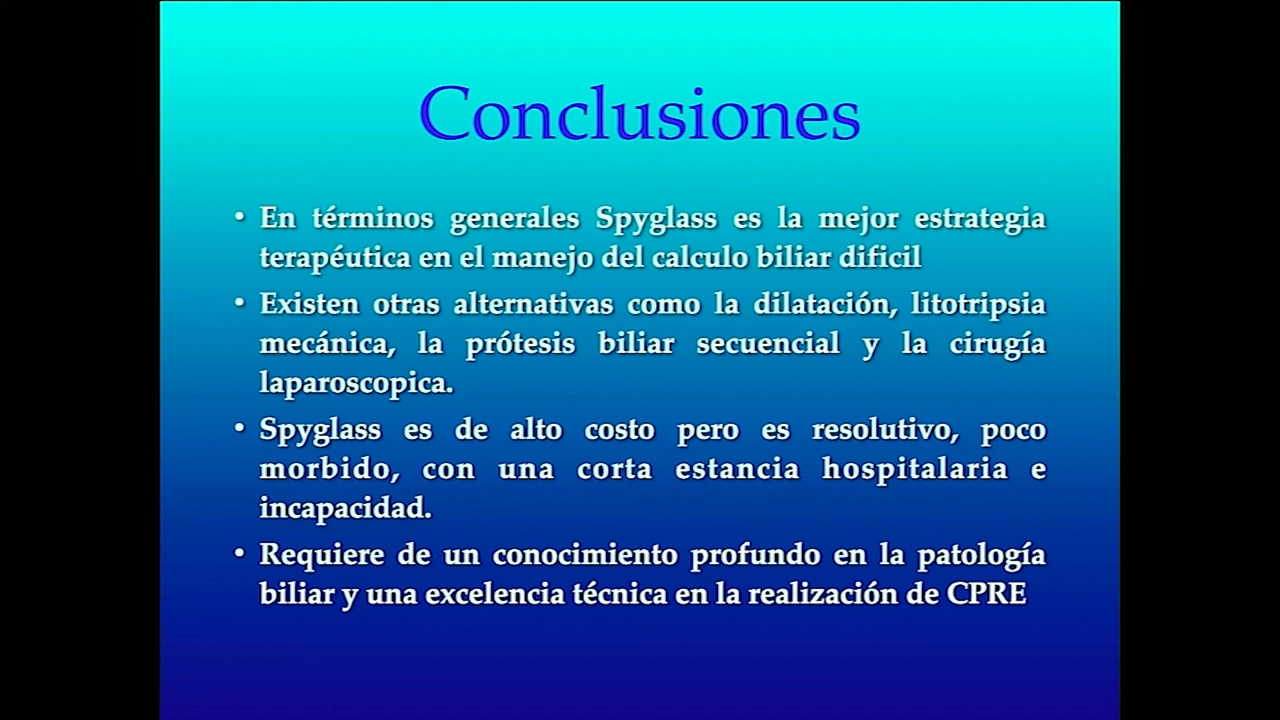 Conclusiones
• En términos generales Spyglass es la mejor estrategia
terapéutica en el manejo del calculo biliar dificil
• Existen otras alternativas como la dilatación, litotripsia
mecánica, la prótesis biliar secuencial y la cirugía
laparoscopica.
• Spyglass es de alto costo pero es resolutivo, poco
morbido, con una corta estancia hospitalaria e
incapacidad.
• Requiere de un conocimiento profundo en la patología
biliar y una excelencia técnica en la realización de CPRE